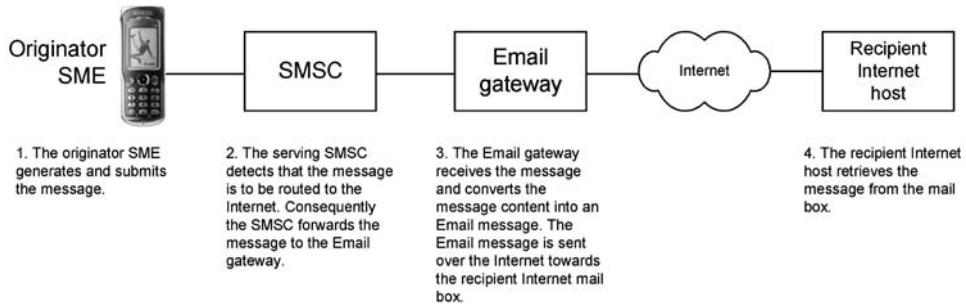 Originator
SME
SMSC
Email
gateway
Internet
Recipient
Internet
host
1. The originator SME
generates and submits
the message.
2. The serving SMSC
detects that the message
is to be routed to the
Internet. Consequently
the SMSC forwards the
message to the Email
gateway.
3. The Email gateway
receives the message
and converts the
message content into an
Email message. The
Email message is sent
over the Internet towards
the recipient Internet mail
box.
4. The recipient Internet
host retrieves the
message from the mail
box.